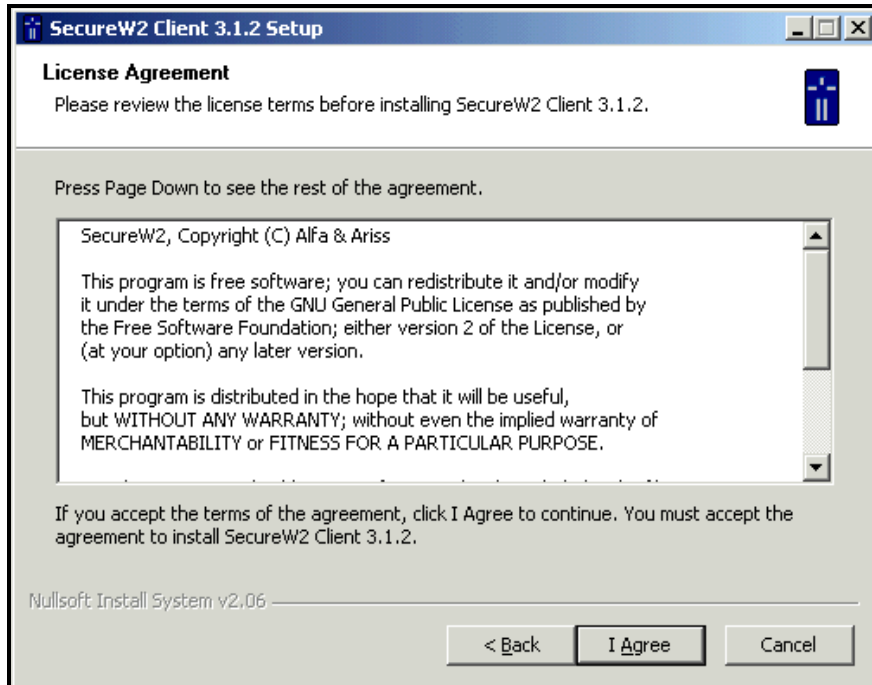 SecureW2 Client 3.1.2 Setup
License Agreement
Please review the license terms before installing SecureW2 Client 3.1.2.
Press Page Down to see the rest of the agreement.
SecureW2, Copyright (C) Alfa & Ariss
This program is free software; you can redistribute it and/or modify
it under the terms of the GNU General Public License as published by
the Free Software Foundation; either version 2 of the License, or
(at your option) any later version.
This program is distributed in the hope that it will be useful,
but WITHOUT ANY WARRANTY; without even the implied warranty of
MERCHANTABILITY or FITNESS FOR A PARTICULAR PURPOSE.
If you accept the terms of the agreement, click I Agree to continue. You must accept the
agreement to install SecureW2 Client 3.1.2.
Nullsoft Install System v2.06
< Back
I Agree
Cancel